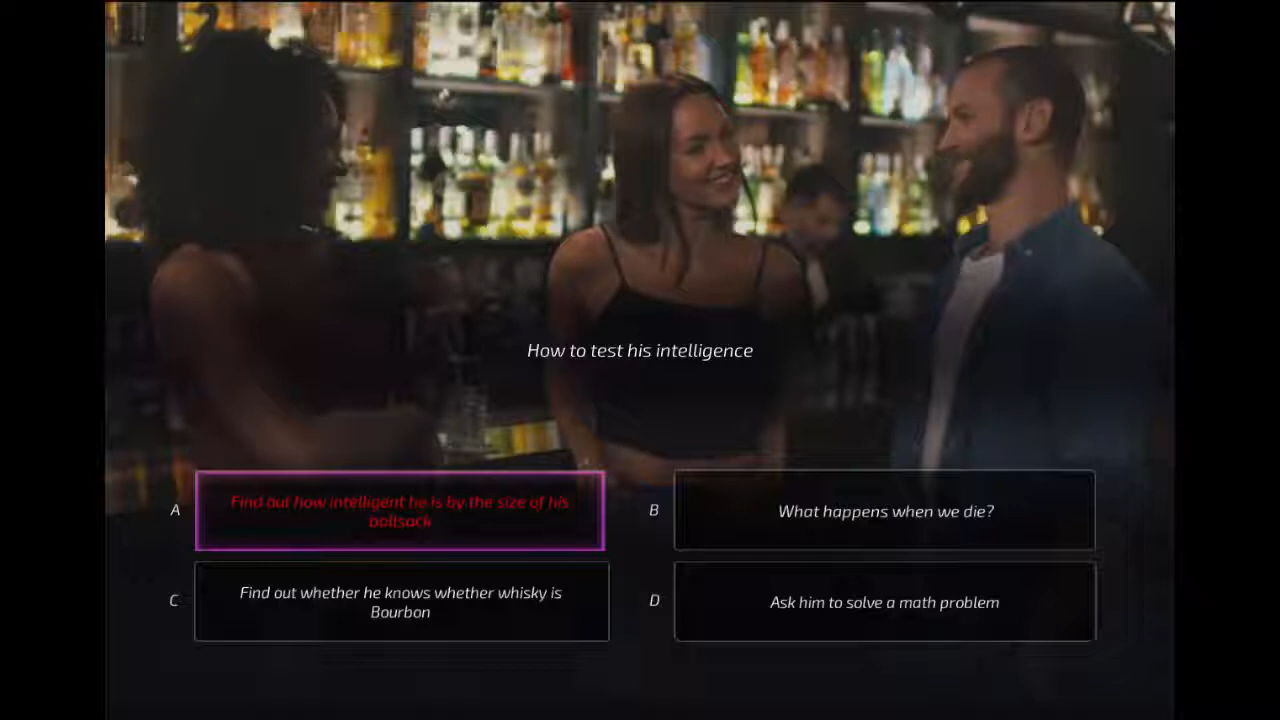 How to test his intelligence
A
Find out how intelligent he is by the size of his
ballsack
B
What happens when we die?
C
Find out whether he knows whether whisky is
Bourbon
D
Ask him to solve a math problem